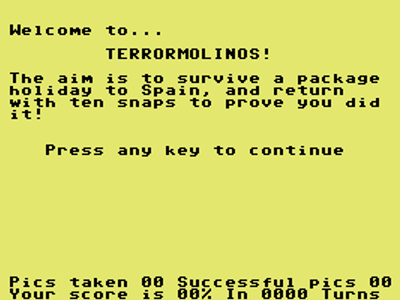 Welcome to...
TERRORMOLINOS!
The aim is to survive a package
holiday to Spain, and return
with ten snaps to prove you did
it!
Press any key to continue
Pics taken 00 Successful pics 00
Your score is 00% In 0000 Turns